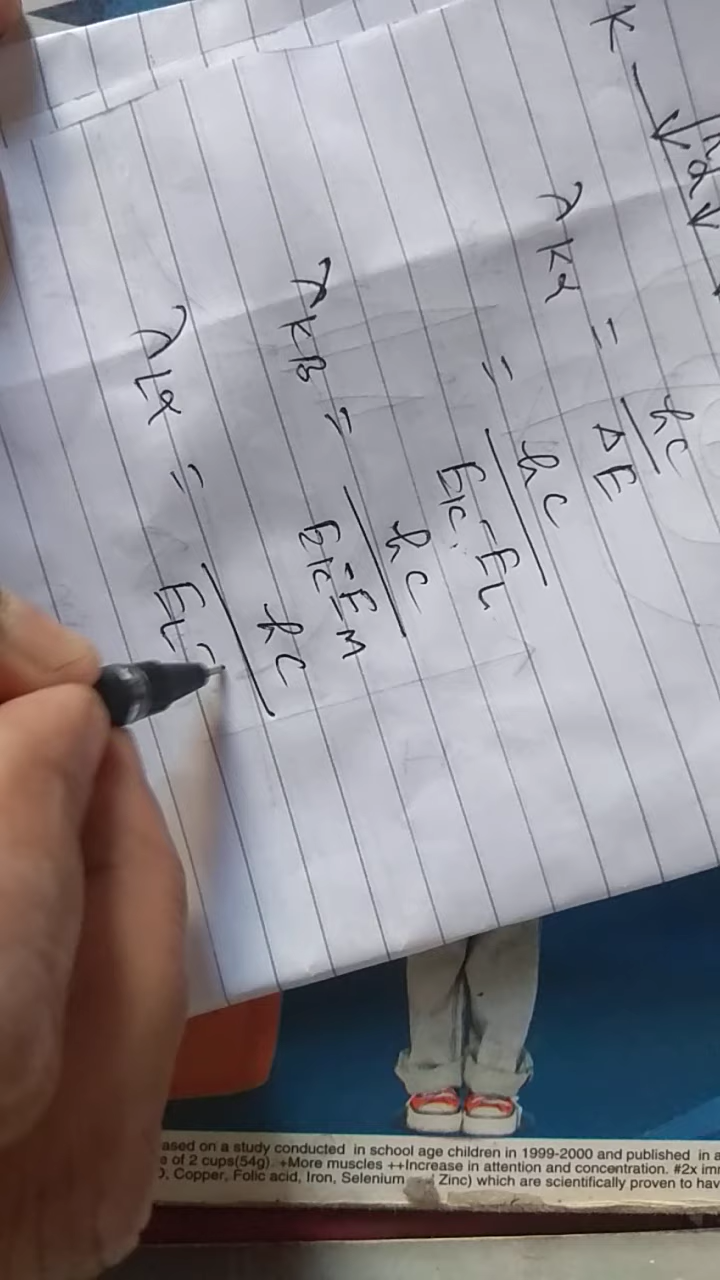 K
α
λKα = hc/ΔE
= hc/EK-EL
λKβ = hc/EK-EM
λLα = hc/EL-
ased on a study conducted in school age children in 1999-2000 and published in a
e of 2 cups(54g). +More muscles ++Increase in attention and concentration. #2x imm
), Copper, Folic acid, Iron, Selenium Zinc) which are scientifically proven to hav